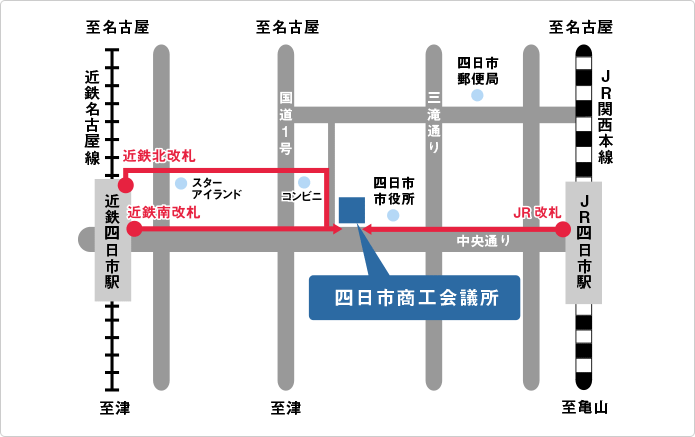 至名古屋
至名古屋
至名古屋
近鉄名古屋線
国道1号
三滝通り
四日市
郵便局
JR関西本線
近鉄北改札
スター
アイランド
コンビニ
四日市
市役所
近鉄南改札
JR改札
近鉄四日市駅
中央通り
JR四日市駅
四日市商工会議所
至津
至津
至亀山